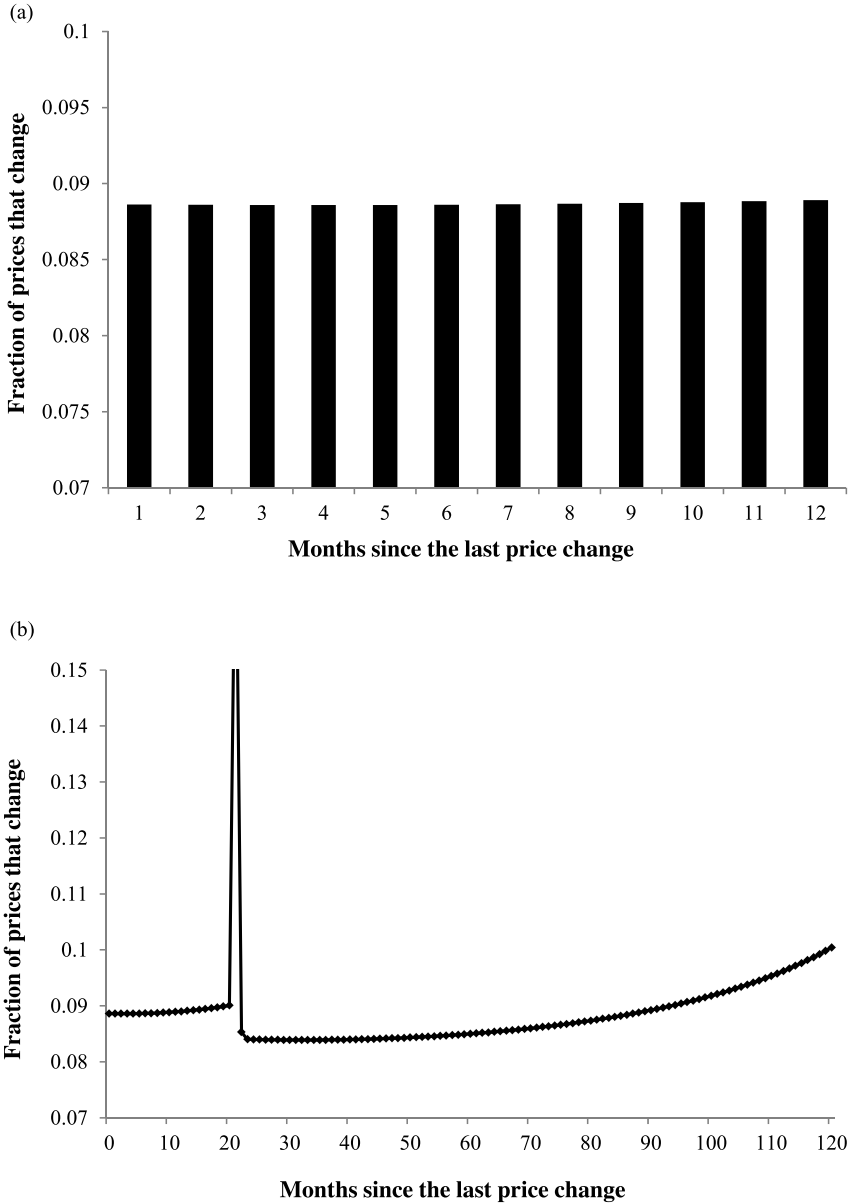 (a)
0.1
0.095
0.09
0.085
0.08
0.075
0.07
Fraction of prices that change
1 2 3 4 5 6 7 8 9 10 11 12
Months since the last price change
(b)
0.15
0.14
0.13
0.12
0.11
0.1
0.09
0.08
0.07
Fraction of prices that change
0 10 20 30 40 50 60 70 80 90 100 110 120
Months since the last price change